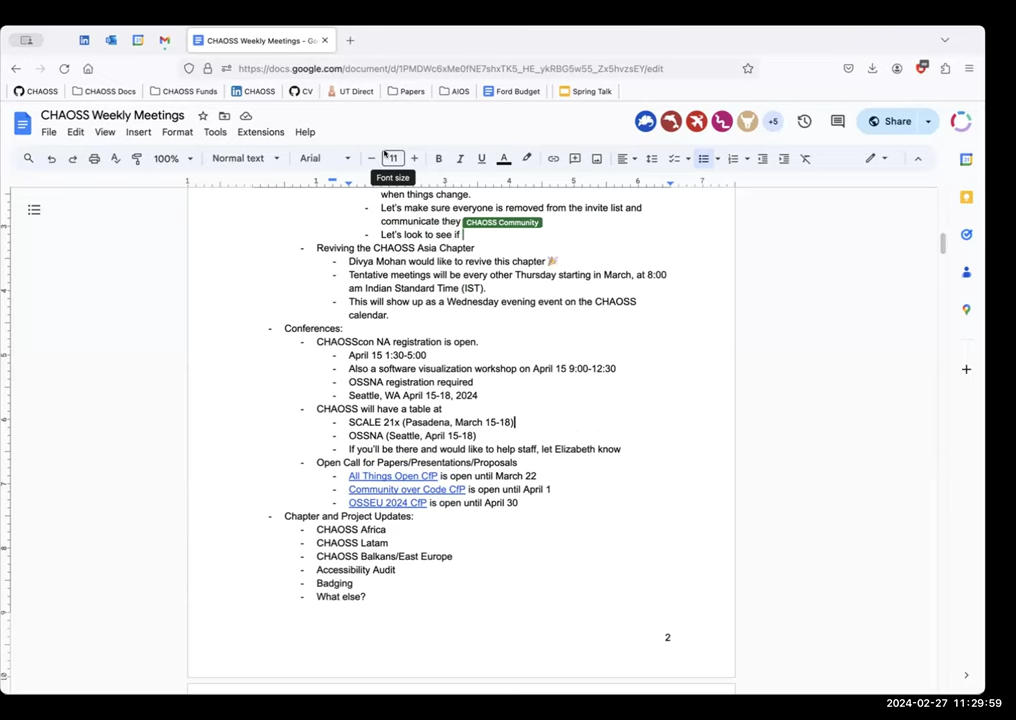 CHAOSS Weekly Meetings - Go
https://docs.google.com/document/d/1PMDWc6xMe0fNE7shxTK5_HE_ykRBG5w55_Zx5hvzsEY/edit
CHAOSS CHAOSS Docs CHAOSS Funds CHAOSS CV UT Direct Papers AIOS Ford Budget Spring Talk
CHAOSS Weekly Meetings
+5 Share
File Edit View Insert Format Tools Extensions Help
100% Normal text Arial 11
Font size
1 1 3 4 5 6 7
when things change.
- Let's make sure everyone is removed from the invite list and
communicate they CHAOSS Community
- Let's look to see if
- Reviving the CHAOSS Asia Chapter
- Divya Mohan would like to revive this chapter 🎉
- Tentative meetings will be every other Thursday starting in March, at 8:00
am Indian Standard Time (IST).
- This will show up as a Wednesday evening event on the CHAOSS
calendar.
- Conferences:
- CHAOSScon NA registration is open.
- April 15 1:30-5:00
- Also a software visualization workshop on April 15 9:00-12:30
- OSSNA registration required
- Seattle, WA April 15-18, 2024
- CHAOSS will have a table at
- SCALE 21x (Pasadena, March 15-18)
- OSSNA (Seattle, April 15-18)
- If you'll be there and would like to help staff, let Elizabeth know
- Open Call for Papers/Presentations/Proposals
- All Things Open CfP is open until March 22
- Community over Code CfP is open until April 1
- OSSEU 2024 CfP is open until April 30
- Chapter and Project Updates:
- CHAOSS Africa
- CHAOSS Latam
- CHAOSS Balkans/East Europe
- Accessibility Audit
- Badging
- What else?
2
2024-02-27 11:29:59